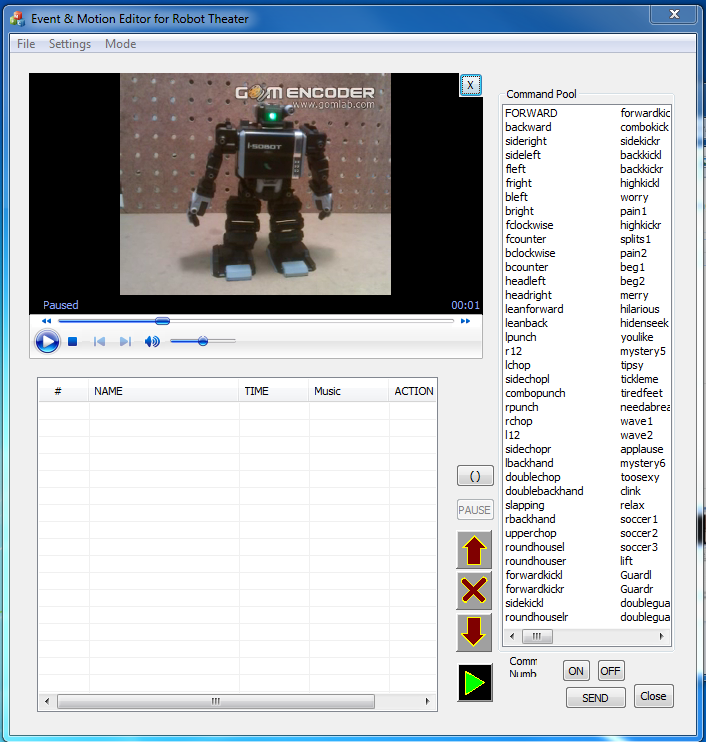 Event & Motion Editor for Robot Theater
X
File Settings Mode
GOM ENCODER
www.gomlab.com
i-SOBOT
X
Paused 00:01
# NAME TIME Music ACTION
( )
PAUSE
Command Pool
FORWARD forwardkic
backward combokick
sideright sidekickr
sideleft backkickl
fleft backkickr
fright highkickl
bleft worry
bright pain1
fclockwise highkickr
fcounter splits1
bclockwise pain2
bcounter beg1
headleft beg2
headright merry
leanforward hilarious
leanback hidenseek
lpunch youlike
r12 mystery5
lchop tipsy
sidechopl tickleme
combopunch tiredfeet
rpunch needabrea
rchop wave1
l12 wave2
sidechopr applause
lbackhand mystery6
doublechop toosexy
doublebackhand clink
slapping relax
rbackhand soccer1
upperchop soccer2
roundhousel soccer3
roundhouser lift
forwardkickl Guardl
forwardkickr Guardr
sidekickl doublegua
roundhouselr doublegua
Comm
Numb
ON OFF
SEND Close